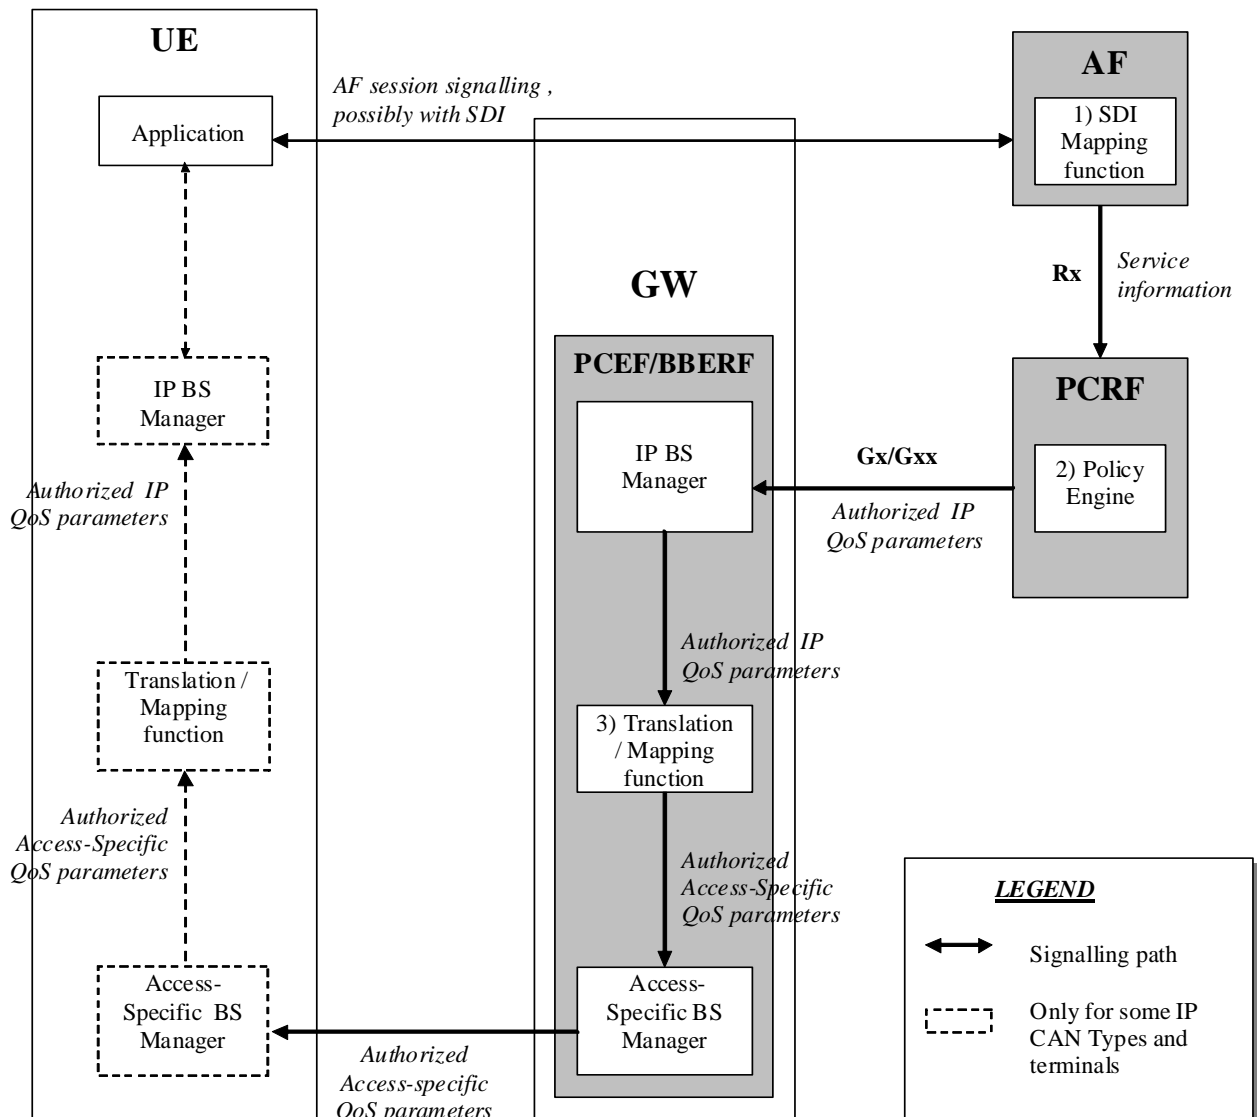 UE
Application
AF session signalling ,
possibly with SDI
AF
1) SDI
Mapping
function
Rx
Service
information
GW
PCEF/BBERF
IP BS
Manager
Gx/Gxx
Authorized IP
QoS parameters
PCRF
2) Policy
Engine
IP BS
Manager
Authorized IP
QoS parameters
Authorized IP
QoS parameters
Translation /
Mapping
function
3) Translation
/ Mapping
function
Authorized
Access-Specific
QoS parameters
Authorized
Access-Specific
QoS parameters
Access-
Specific BS
Manager
Access-
Specific BS
Manager
Authorized
Access-specific
QoS parameters
LEGEND
Signalling path
Only for some IP
CAN Types and
terminals